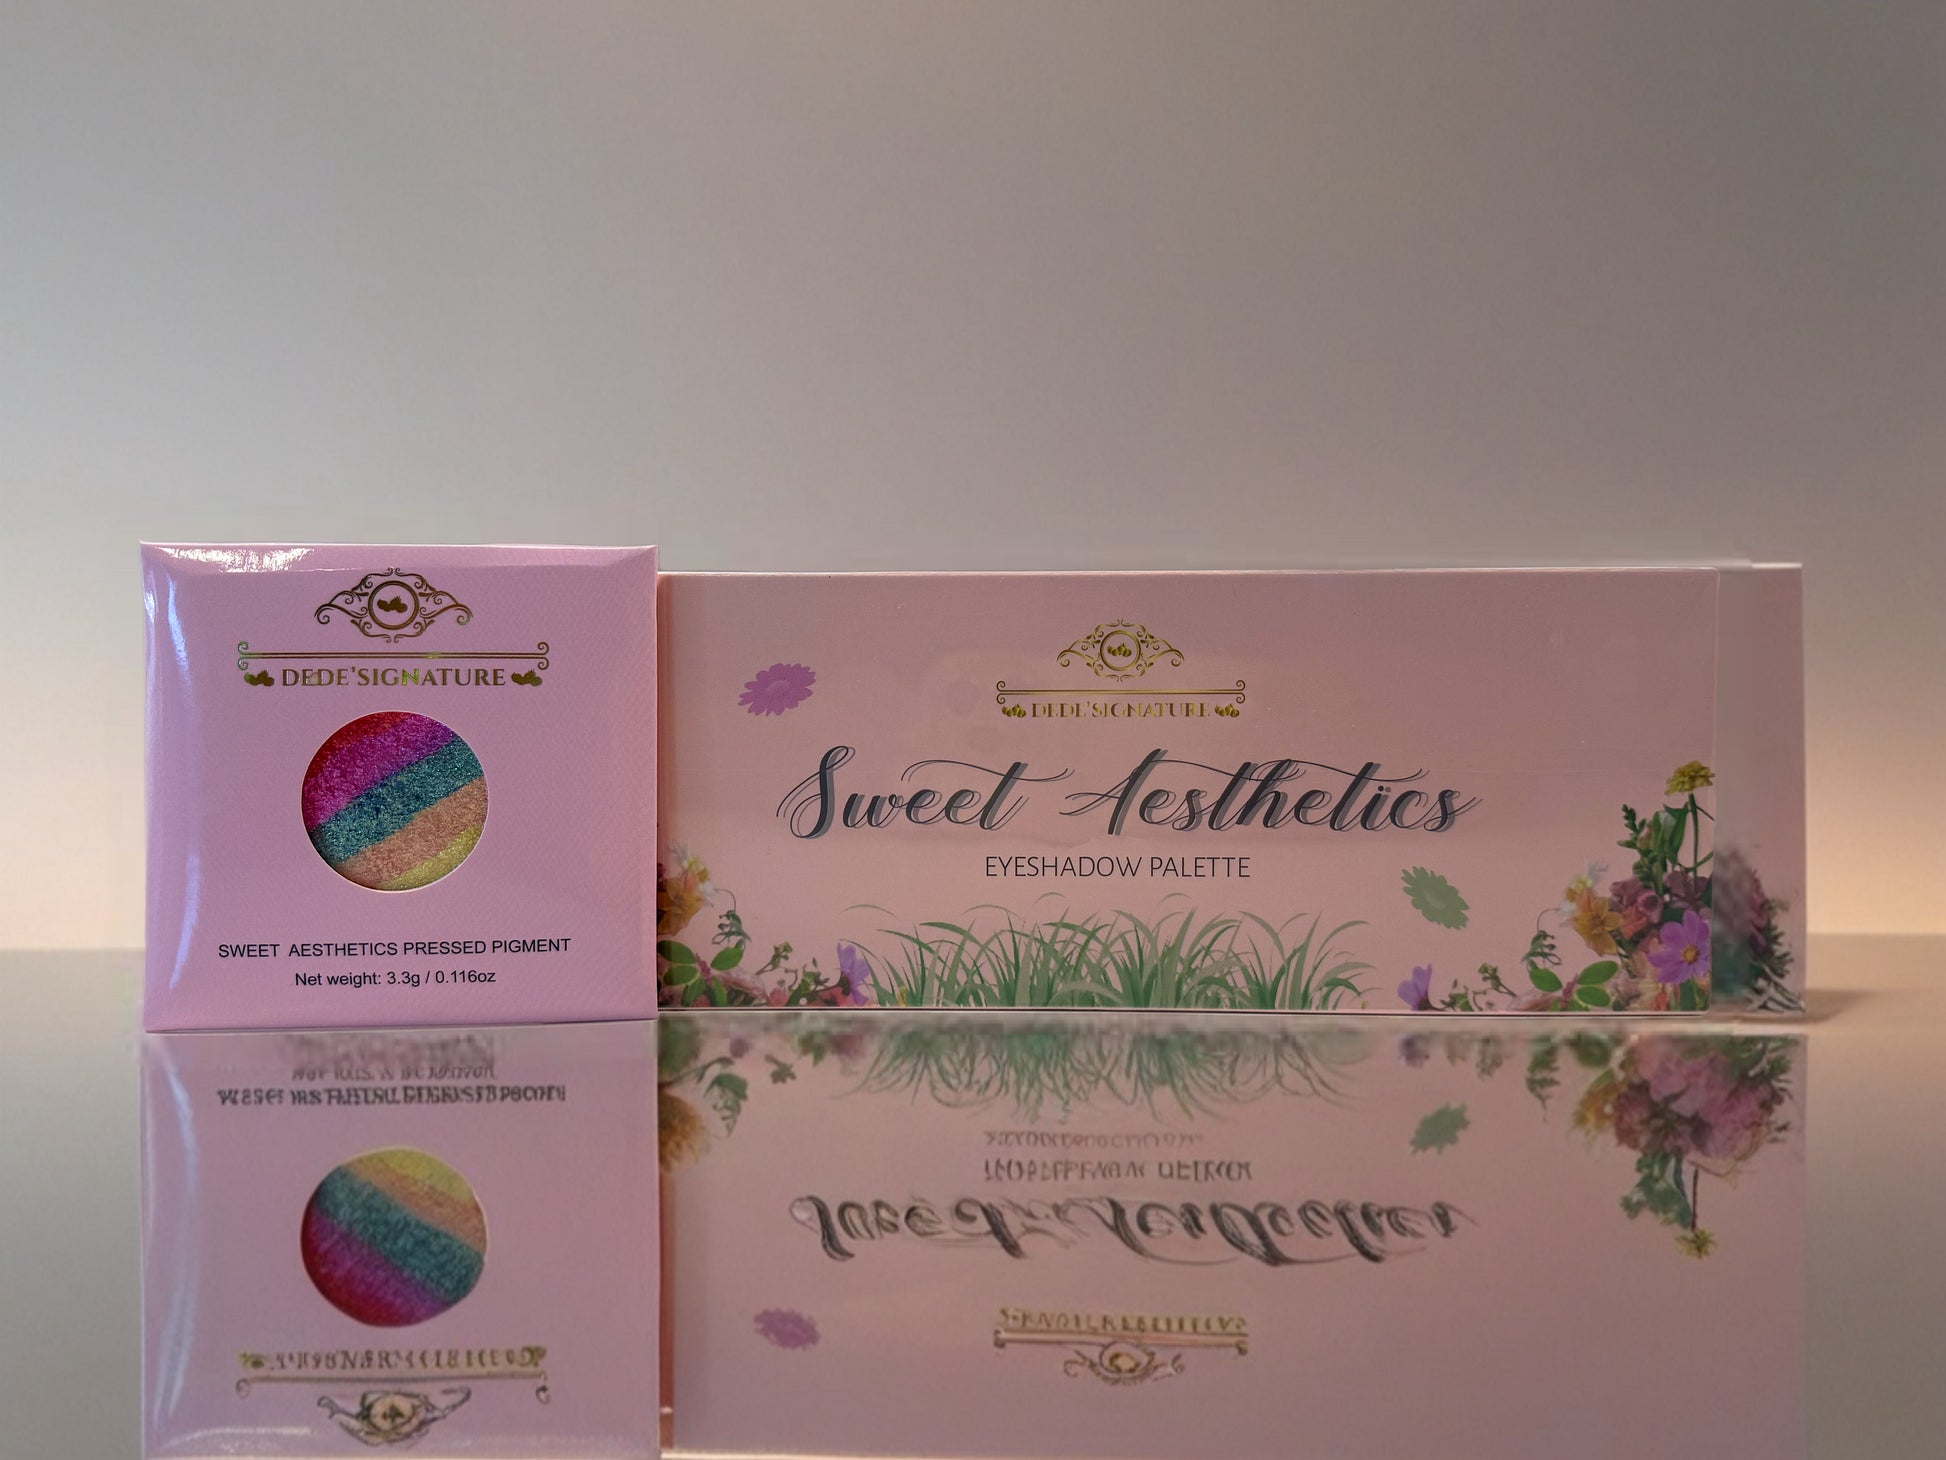 DEDE'SIGNATURE
SWEET AESTHETICS PRESSED PIGMENT
Net weight: 3.3g / 0.116oz
DEDE'SIGNATURE
Sweet Aesthetics
EYESHADOW PALETTE